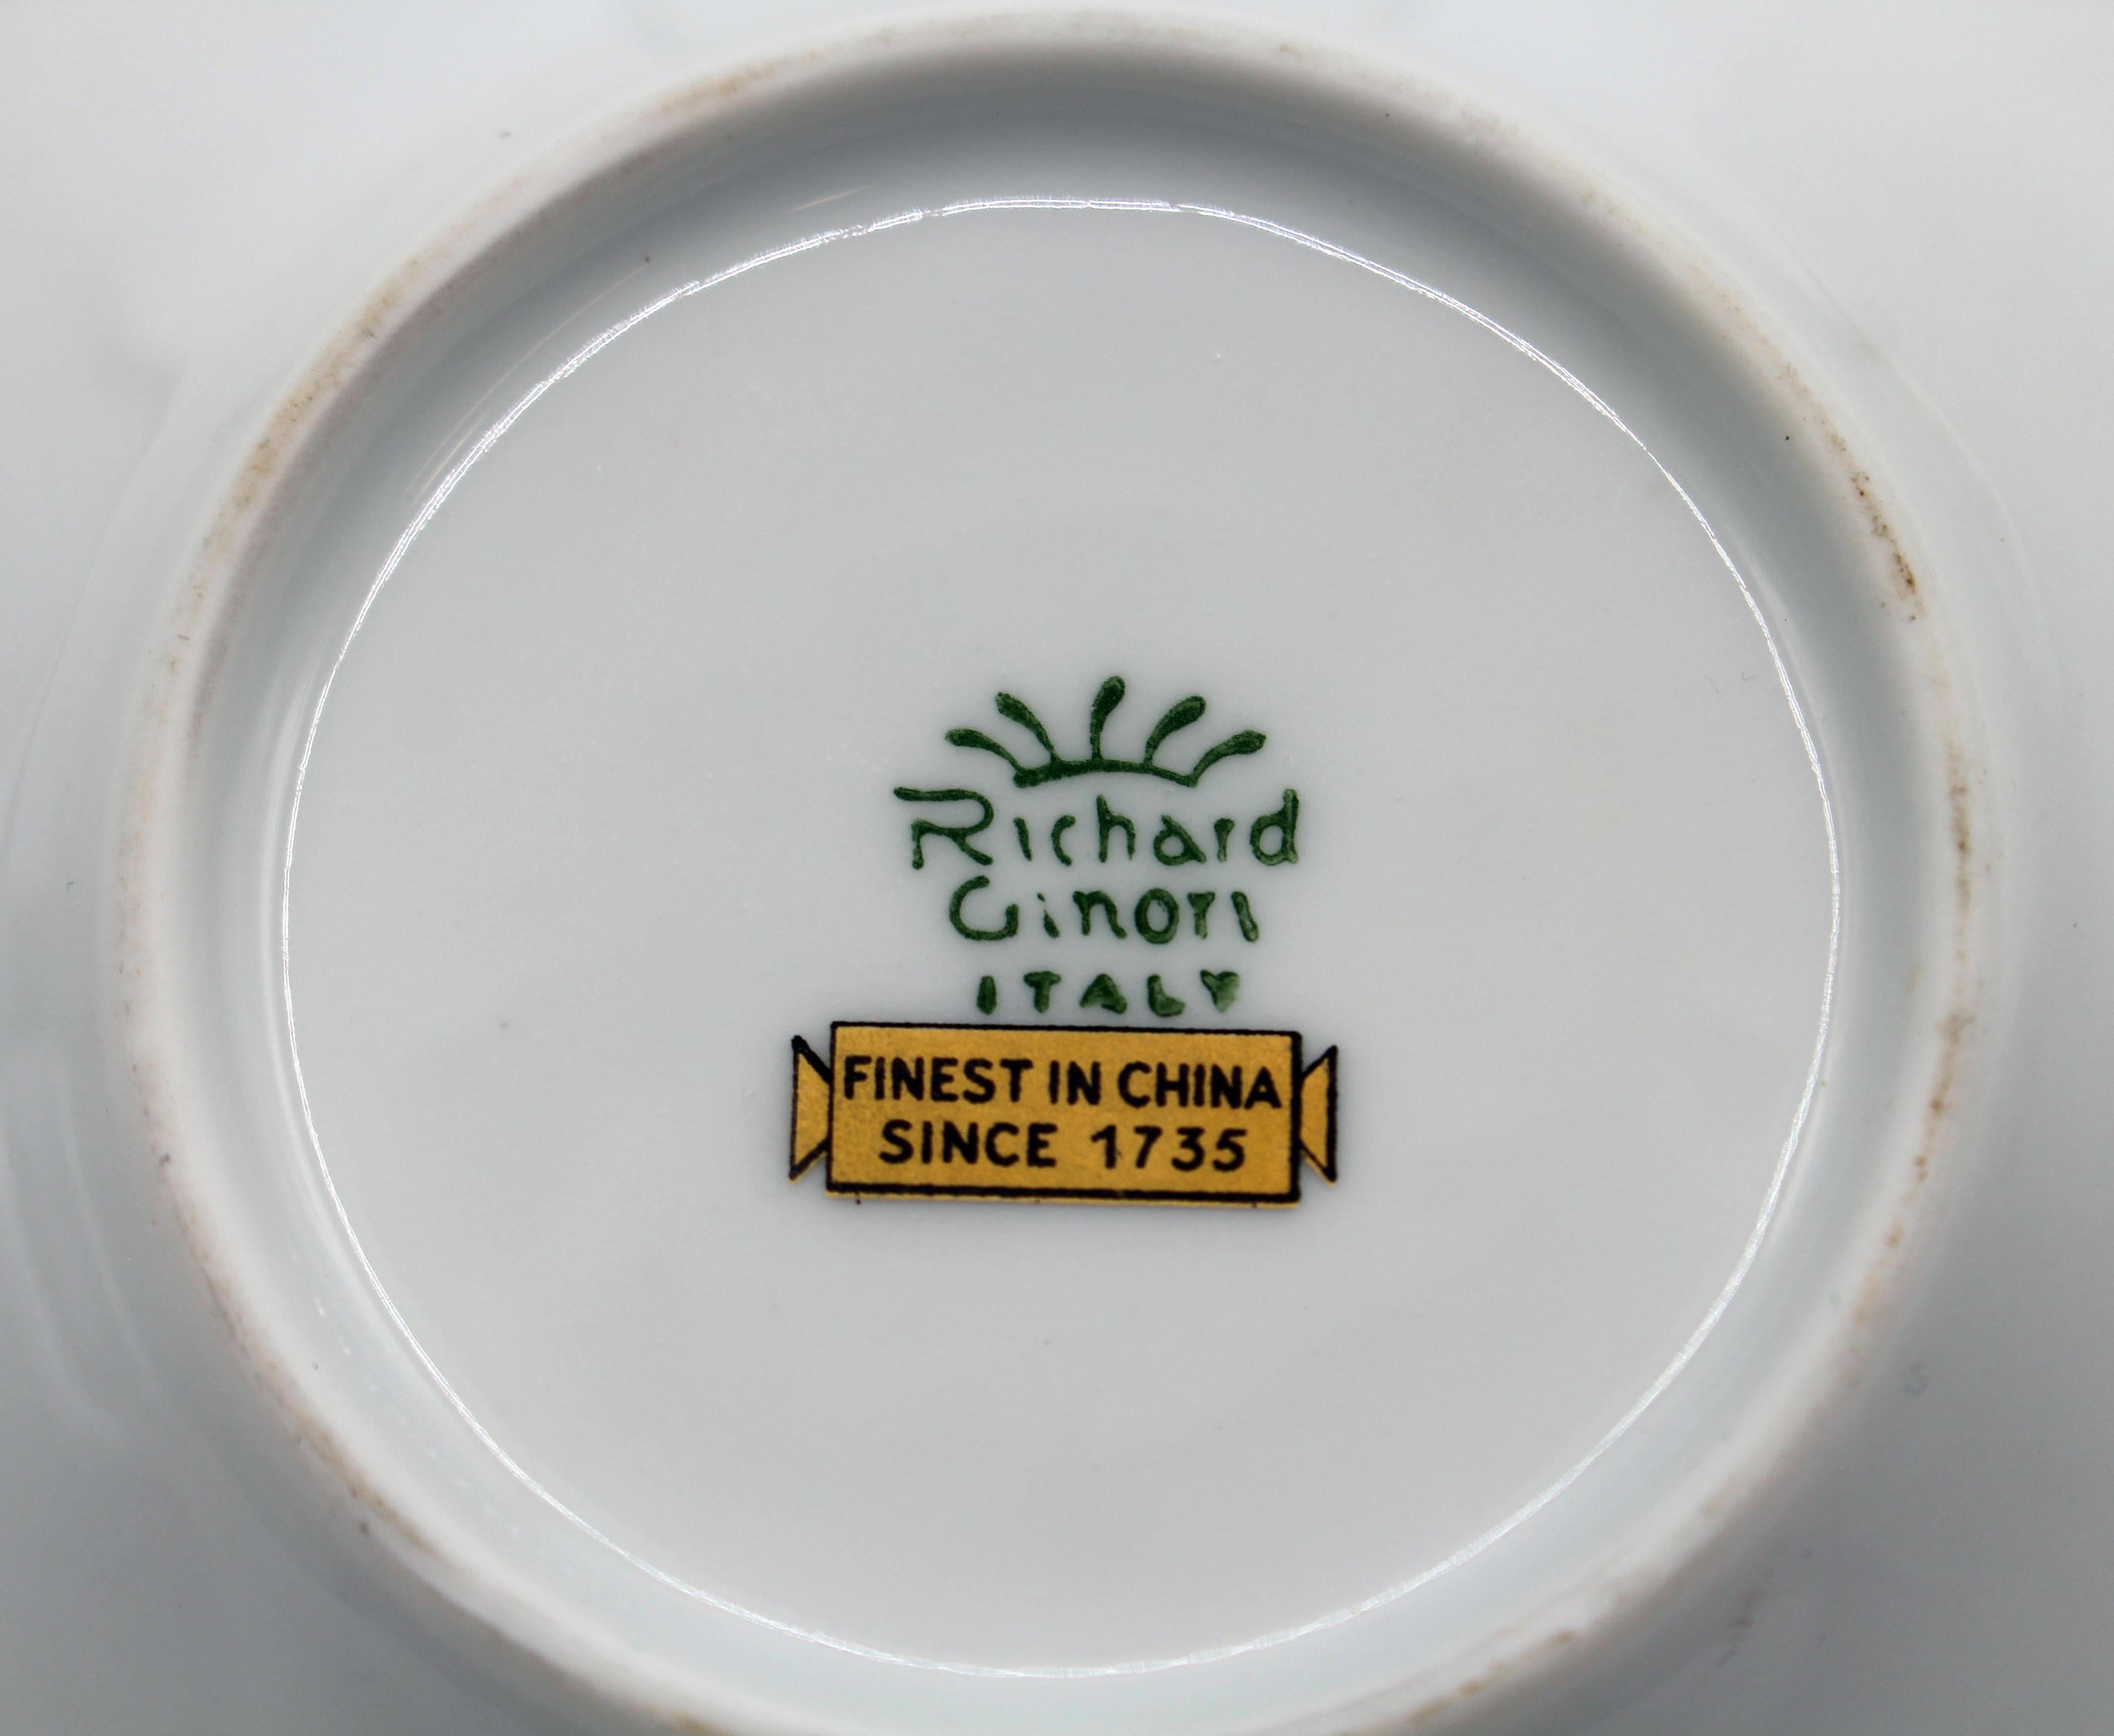 Richard
Ginori
ITALY
FINEST IN CHINA
SINCE 1735